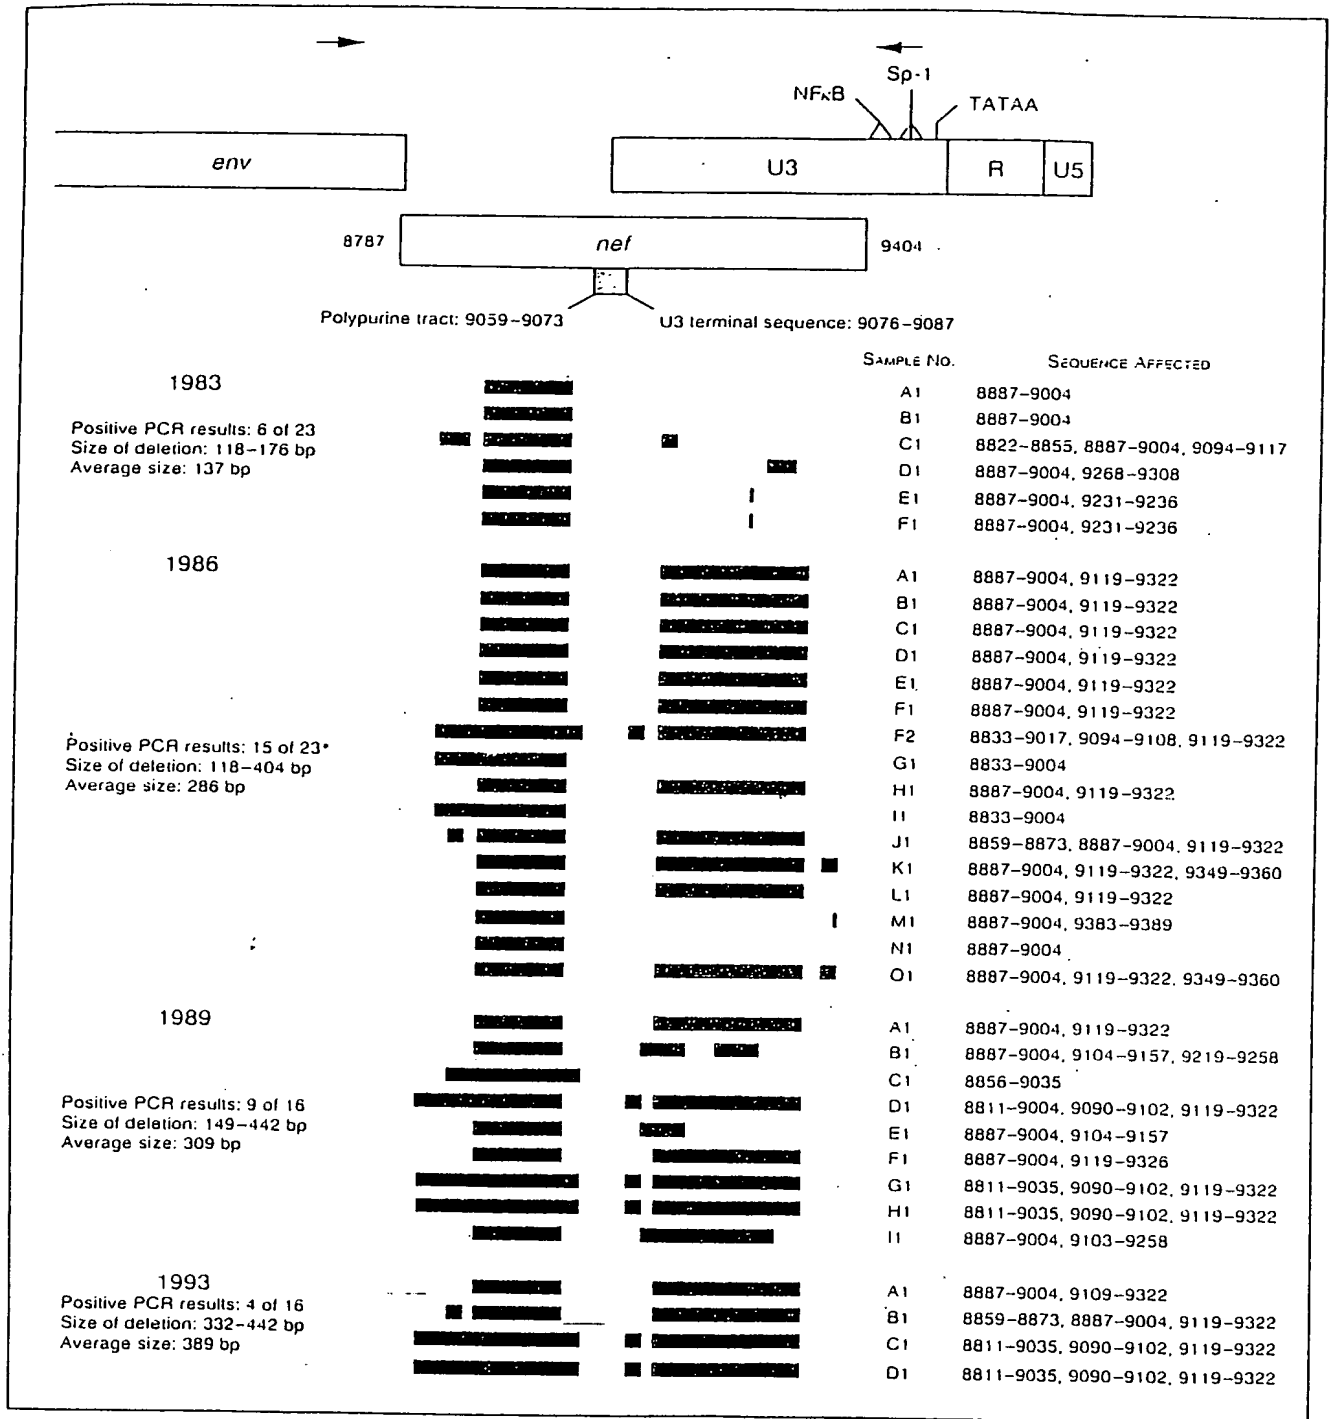 Sp-1
NFκB
TATAA
env
U3
R
U5
8787
nef
9404
Polypurine tract: 9059–9073
U3 terminal sequence: 9076–9087
SAMPLE NO.
SEQUENCE AFFECTED
1983
Positive PCR results: 6 of 23
Size of deletion: 118–176 bp
Average size: 137 bp
A1 8887–9004
B1 8887–9004
C1 8822–8855, 8887–9004, 9094–9117
D1 8887–9004, 9268–9308
E1 8887–9004, 9231–9236
F1 8887–9004, 9231–9236
1986
Positive PCR results: 15 of 23*
Size of deletion: 118–404 bp
Average size: 286 bp
A1 8887–9004, 9119–9322
B1 8887–9004, 9119–9322
C1 8887–9004, 9119–9322
D1 8887–9004, 9119–9322
E1 8887–9004, 9119–9322
F1 8887–9004, 9119–9322
F2 8833–9017, 9094–9108, 9119–9322
G1 8833–9004
H1 8887–9004, 9119–9322
I1 8833–9004
J1 8859–8873, 8887–9004, 9119–9322
K1 8887–9004, 9119–9322, 9349–9360
L1 8887–9004, 9119–9322
M1 8887–9004, 9383–9389
N1 8887–9004
O1 8887–9004, 9119–9322, 9349–9360
1989
Positive PCR results: 9 of 16
Size of deletion: 149–442 bp
Average size: 309 bp
A1 8887–9004, 9119–9322
B1 8887–9004, 9104–9157, 9219–9258
C1 8856–9035
D1 8811–9004, 9090–9102, 9119–9322
E1 8887–9004, 9104–9157
F1 8887–9004, 9119–9326
G1 8811–9035, 9090–9102, 9119–9322
H1 8811–9035, 9090–9102, 9119–9322
I1 8887–9004, 9103–9258
1993
Positive PCR results: 4 of 16
Size of deletion: 332–442 bp
Average size: 389 bp
A1 8887–9004, 9109–9322
B1 8859–8873, 8887–9004, 9119–9322
C1 8811–9035, 9090–9102, 9119–9322
D1 8811–9035, 9090–9102, 9119–9322